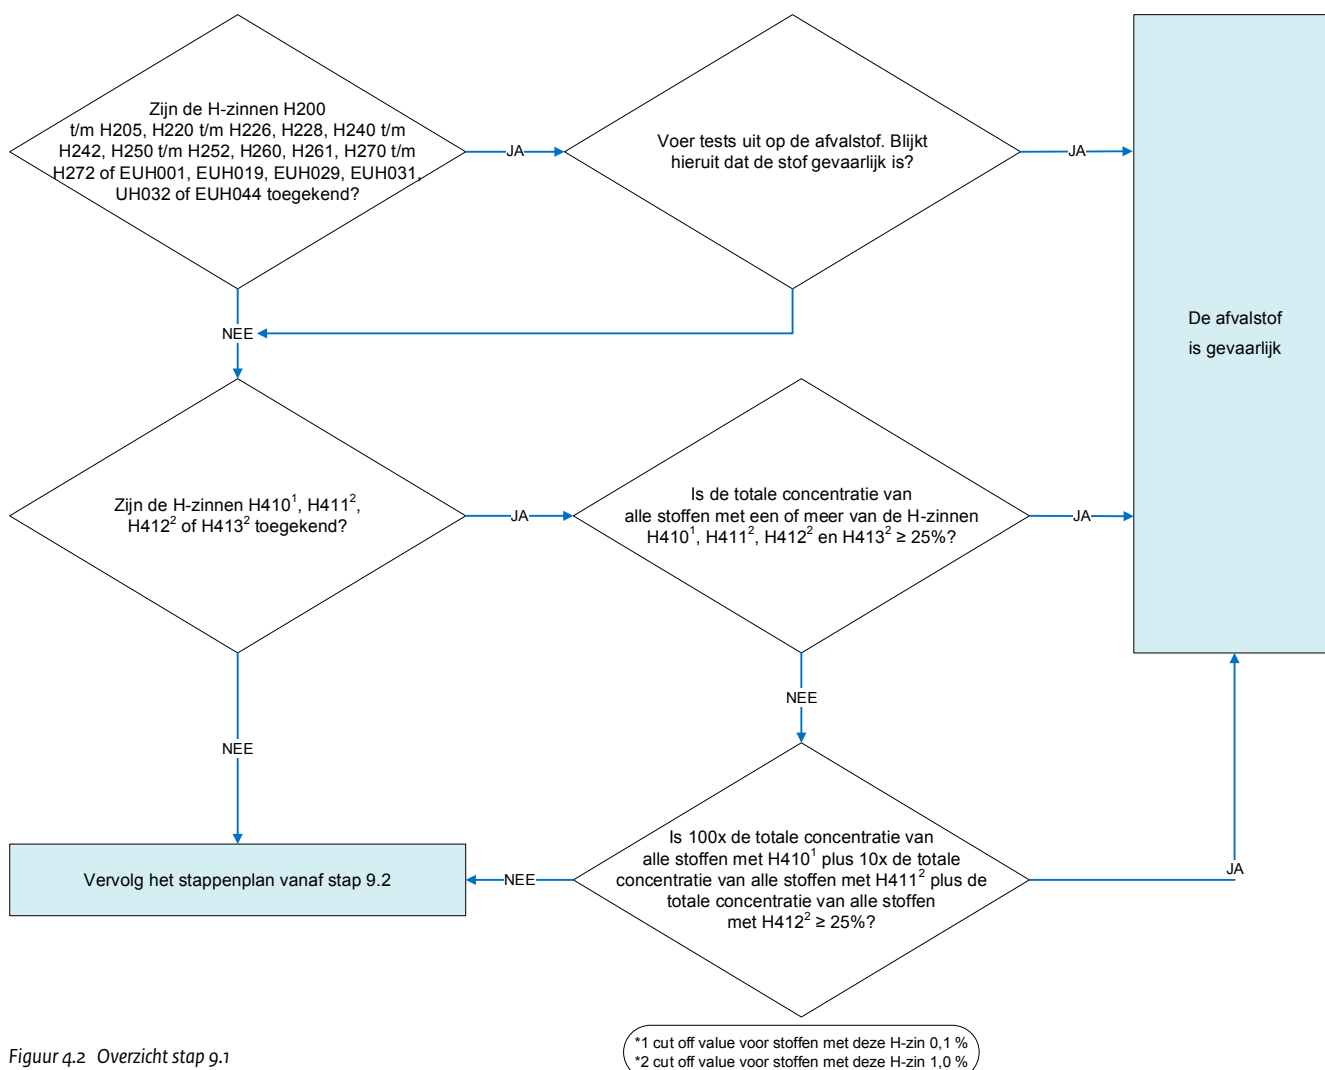 Zijn de H-zinnen H200
t/m H205, H220 t/m H226, H228, H240 t/m
H242, H250 t/m H252, H260, H261, H270 t/m
H272 of EUH001, EUH019, EUH029, EUH031,
UH032 of EUH044 toegekend?
JA
Voer tests uit op de afvalstof. Blijkt
hieruit dat de stof gevaarlijk is?
JA
De afvalstof
is gevaarlijk
NEE
Zijn de H-zinnen H410¹, H411²,
H412² of H413² toegekend?
JA
Is de totale concentratie van
alle stoffen met een of meer van de H-zinnen
H410¹, H411², H412² en H413² ≥ 25%?
JA
NEE
NEE
Is 100x de totale concentratie van
alle stoffen met H410¹ plus 10x de totale
concentratie van alle stoffen met H411² plus de
totale concentratie van alle stoffen
met H412² ≥ 25%?
JA
NEE
Vervolg het stappenplan vanaf stap 9.2
*1 cut off value voor stoffen met deze H-zin 0,1 %
*2 cut off value voor stoffen met deze H-zin 1,0 %
Figuur 4.2 Overzicht stap 9.1